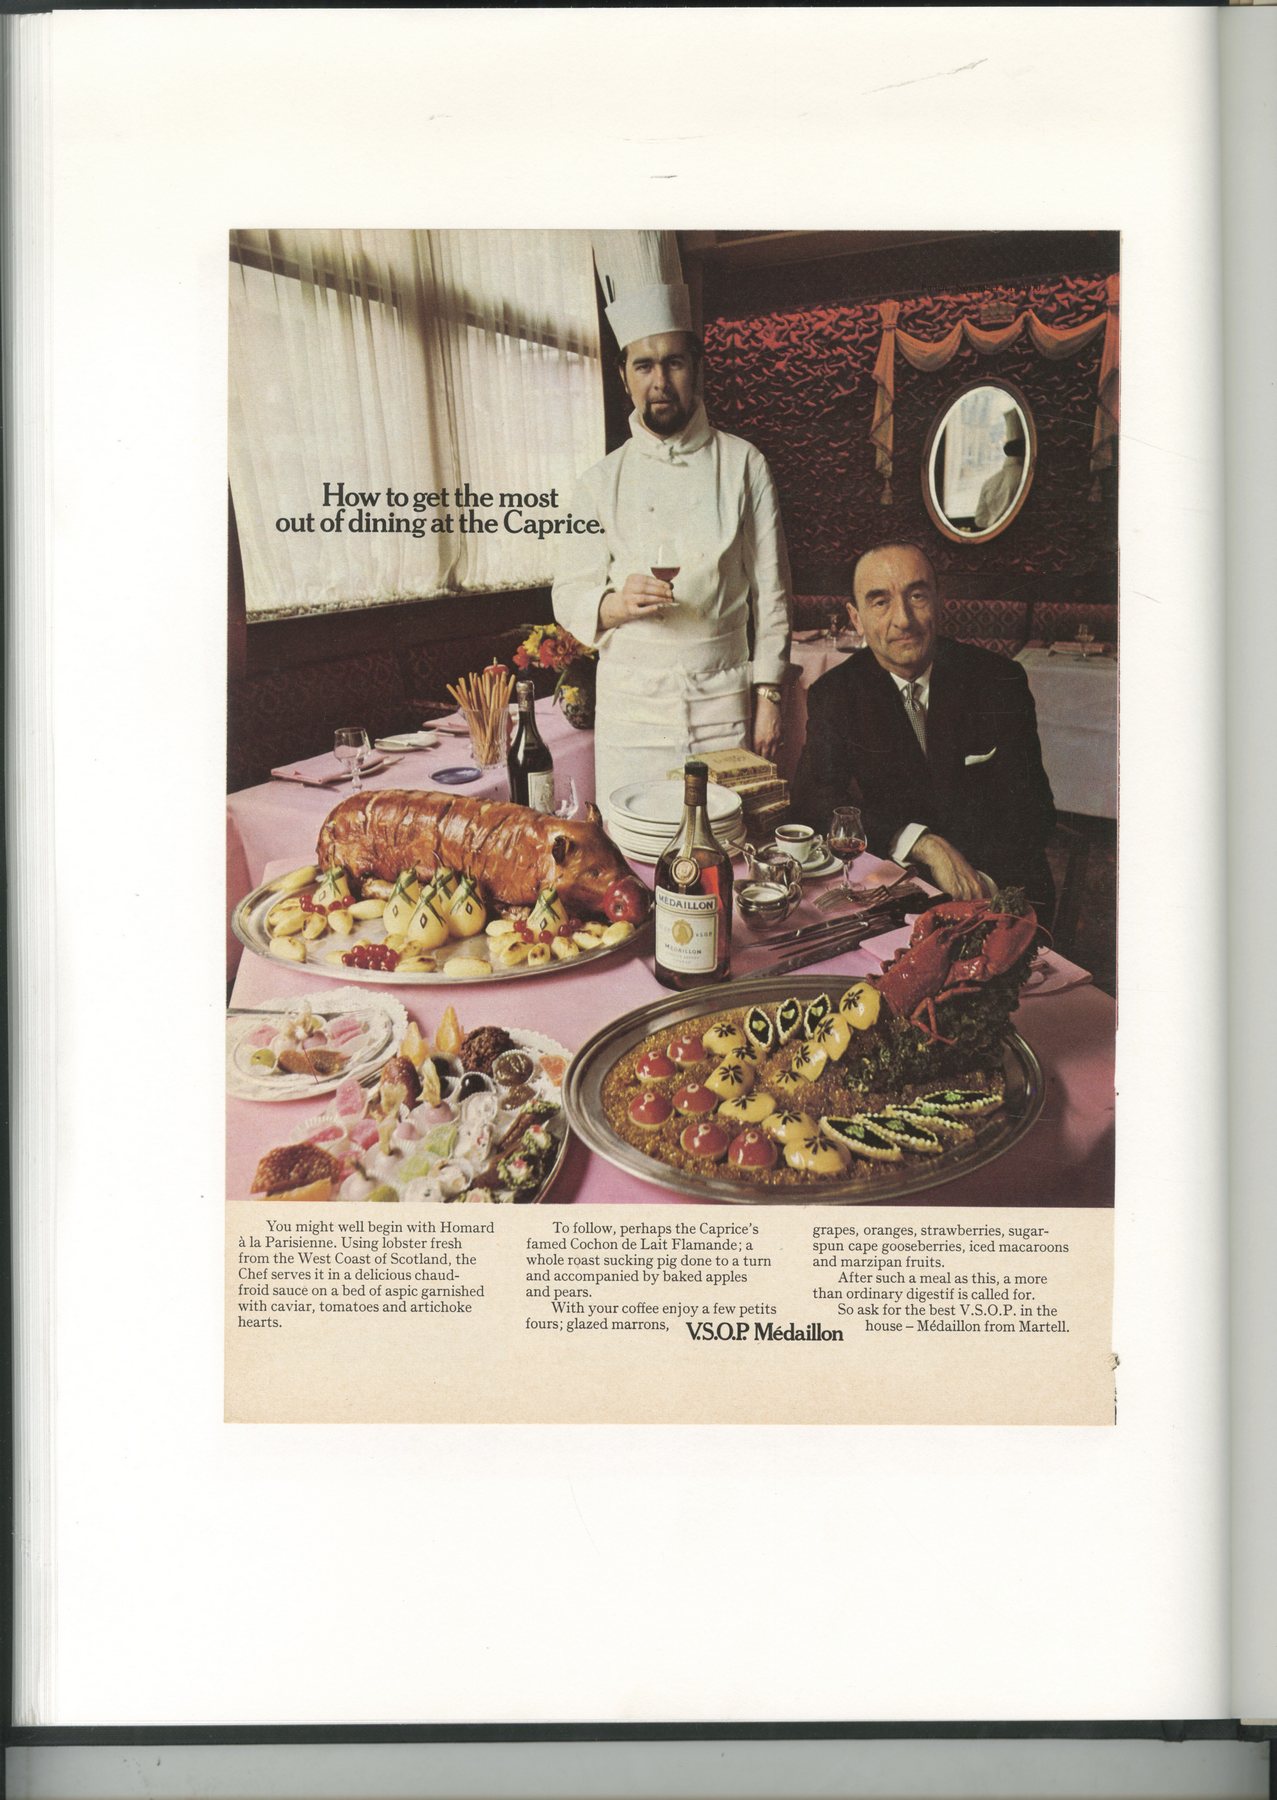 How to get the most
out of dining at the Caprice.
MÉDAILLON
V.S.O.P
MÉDAILLON
You might well begin with Homard
à la Parisienne. Using lobster fresh
from the West Coast of Scotland, the
Chef serves it in a delicious chaud-
froid sauce on a bed of aspic garnished
with caviar, tomatoes and artichoke
hearts.
To follow, perhaps the Caprice's
famed Cochon de Lait Flamande; a
whole roast sucking pig done to a turn
and accompanied by baked apples
and pears.
With your coffee enjoy a few petits
fours; glazed marrons,
grapes, oranges, strawberries, sugar-
spun cape gooseberries, iced macaroons
and marzipan fruits.
After such a meal as this, a more
than ordinary digestif is called for.
So ask for the best V.S.O.P. in the
house – Médaillon from Martell.
V.S.O.P. Médaillon